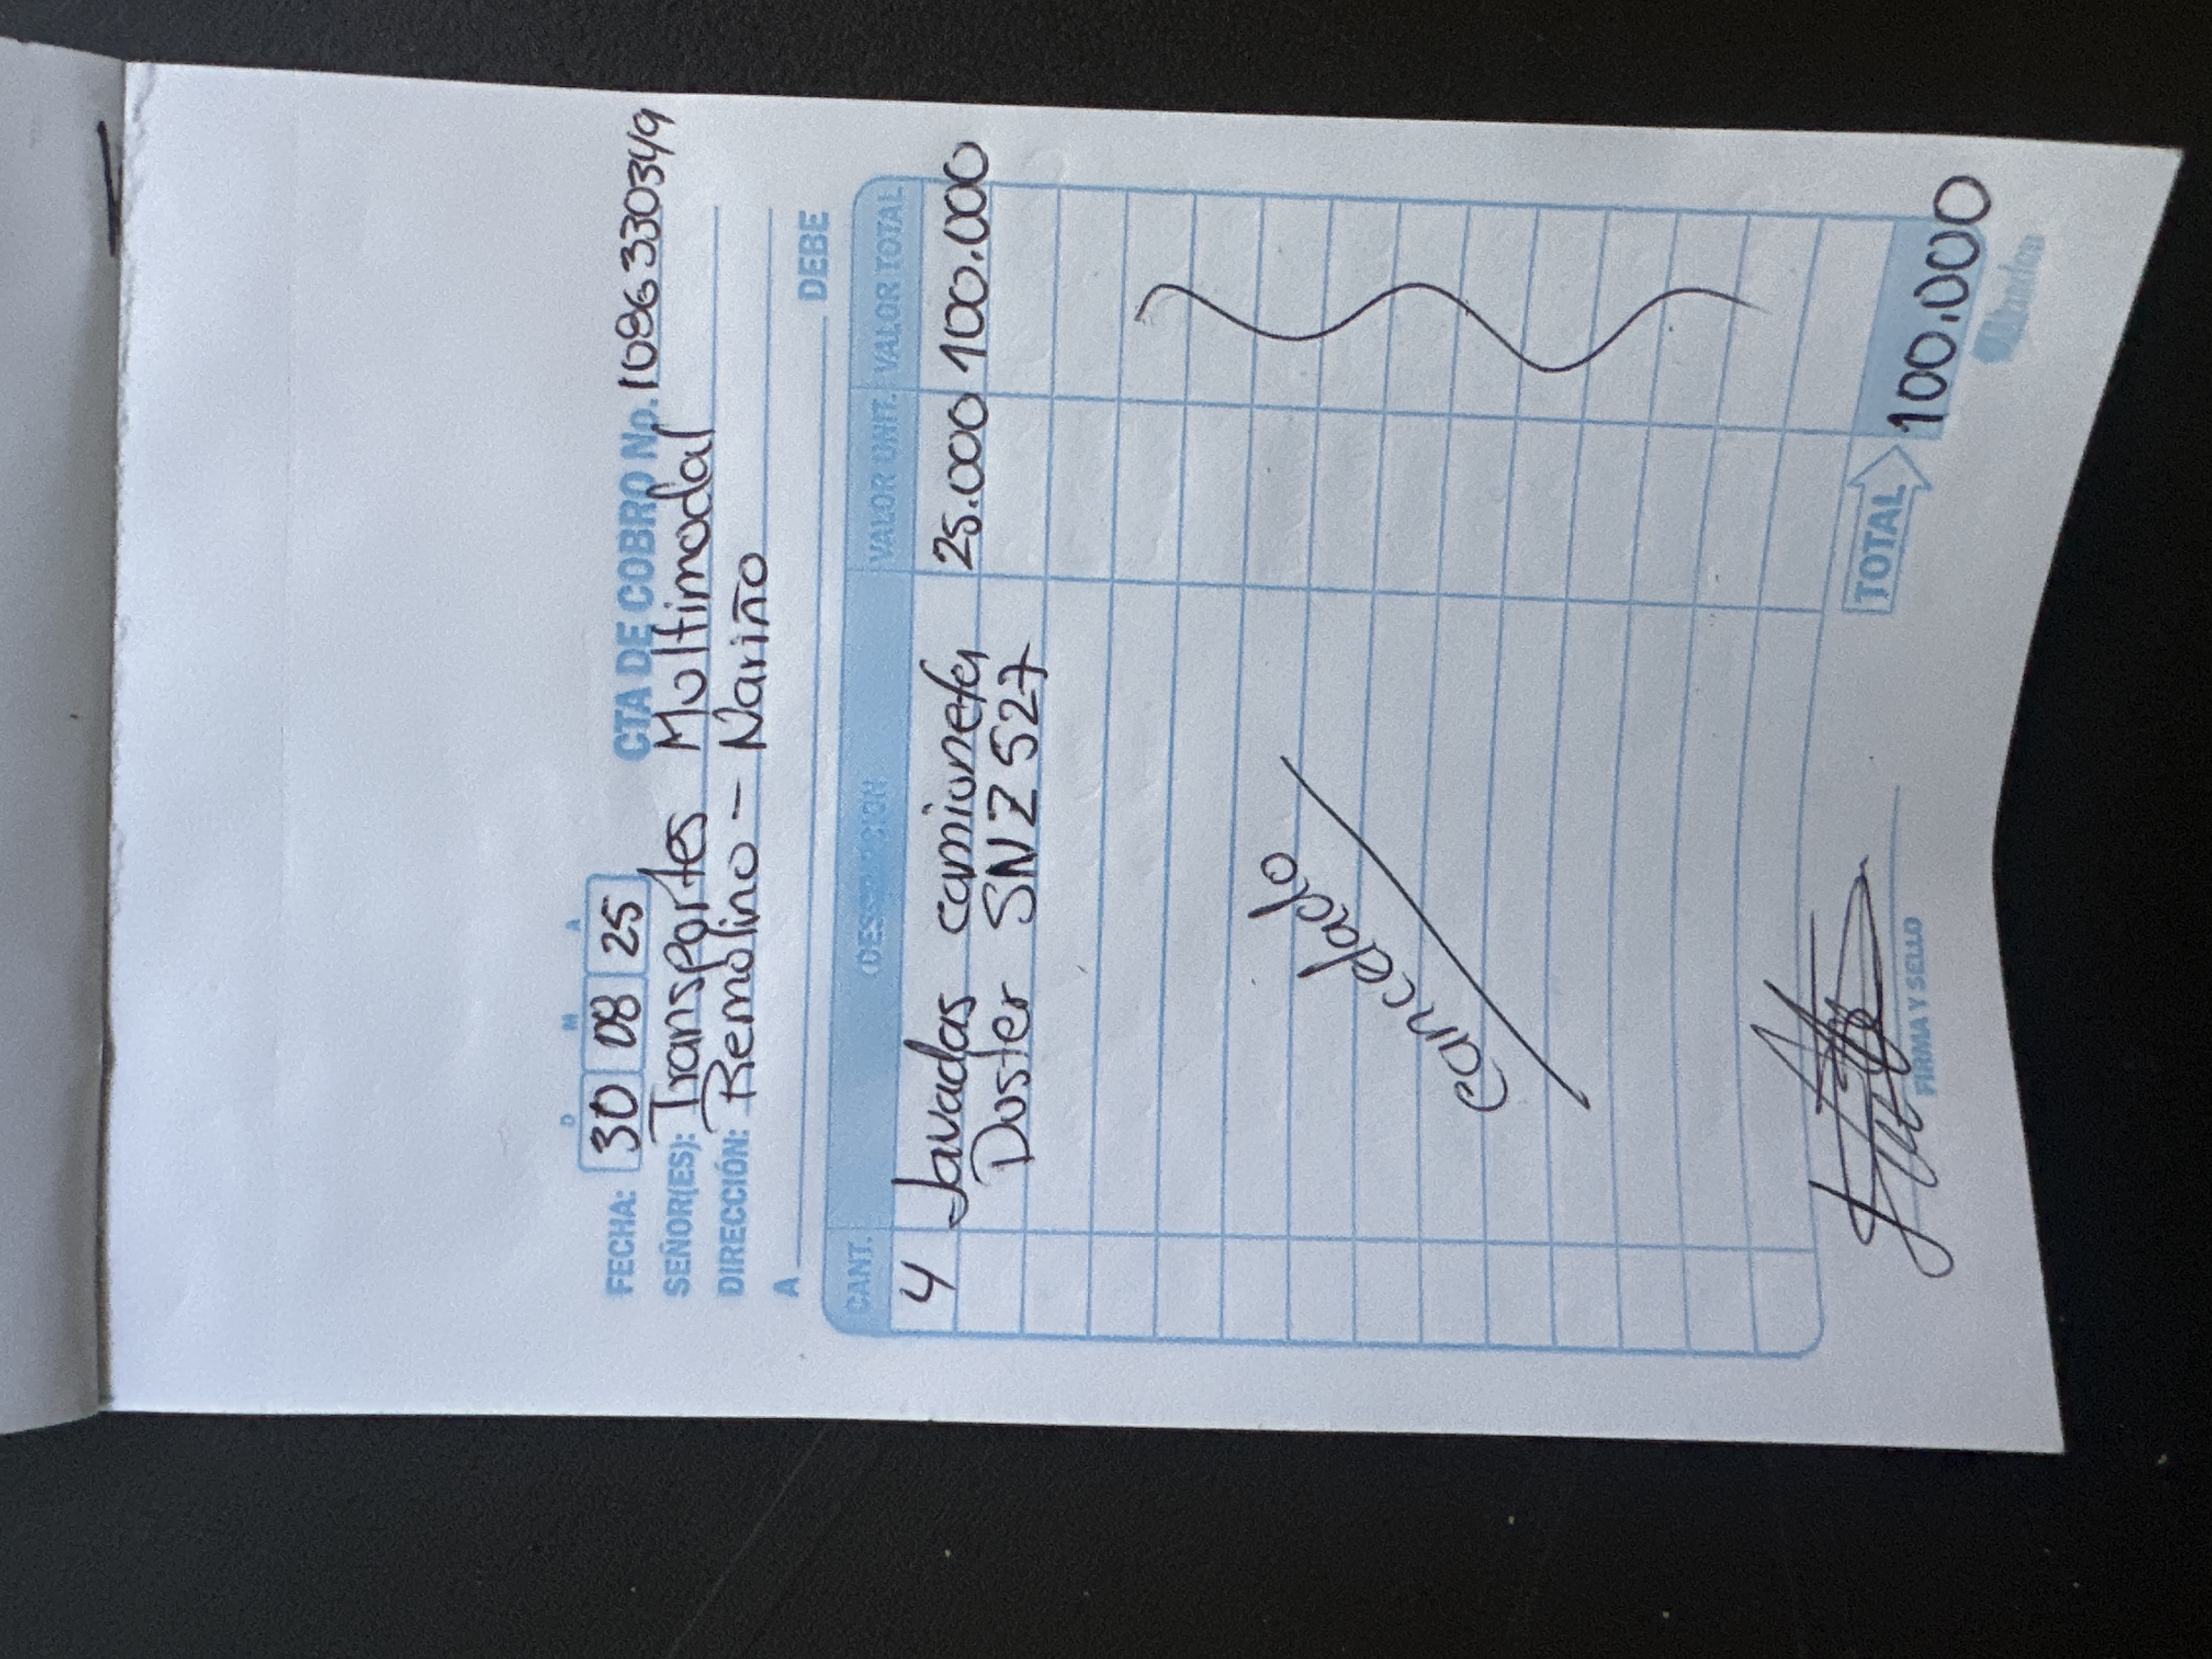 D M A
FECHA: 30 08 25 CTA DE COBRO No. 1086330349
SEÑOR(ES): Transportes Multimodal
DIRECCIÓN: Remolino - Nariño
A DEBE
CANT. DESCRIPCIÓN VALOR UNIT. VALOR TOTAL
4 Lavadas camioneta 25.000 100.000
Duster SNZ 527
cancelado
TOTAL 100.000
FIRMA Y SELLO